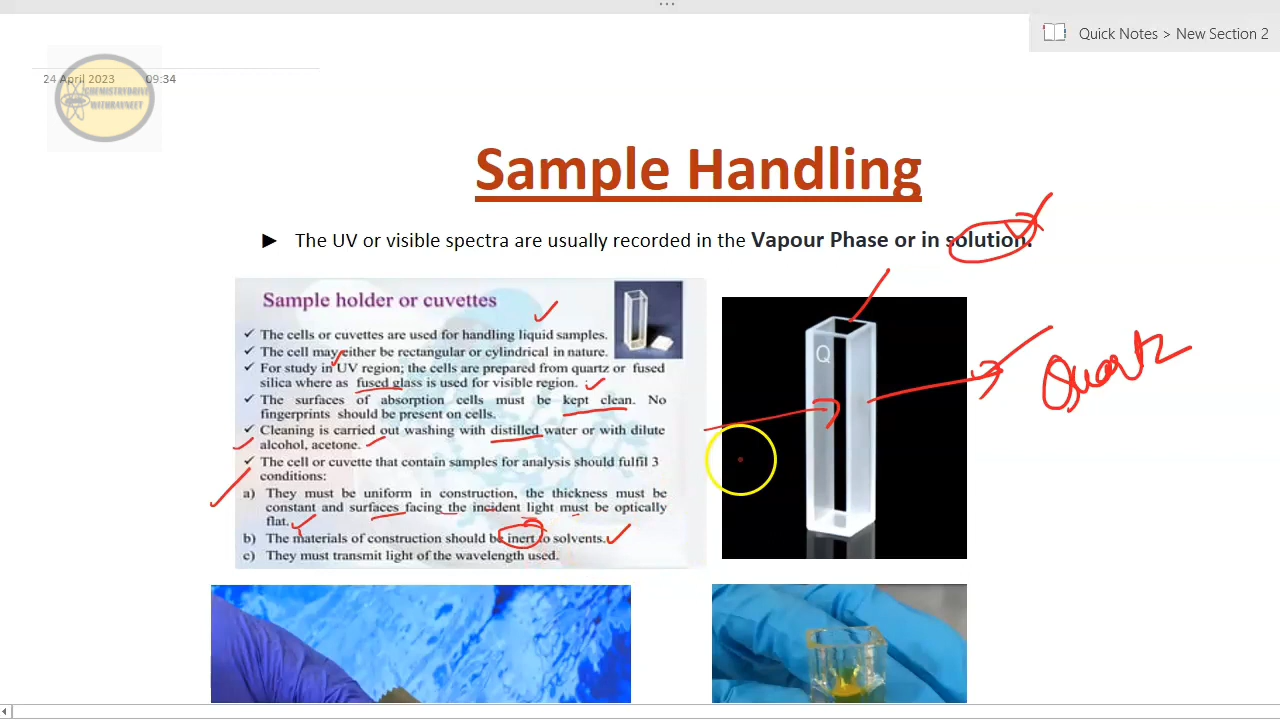 Quick Notes > New Section 2
24 April 2023 09:34
CHEMISTRYDRIVE
WITHRAVNEET
Sample Handling
► The UV or visible spectra are usually recorded in the Vapour Phase or in solution.
Sample holder or cuvettes
✓ The cells or cuvettes are used for handling liquid samples.
✓ The cell may either be rectangular or cylindrical in nature.
✓ For study in UV region; the cells are prepared from quartz or fused
silica where as fused glass is used for visible region.
✓ The surfaces of absorption cells must be kept clean. No
fingerprints should be present on cells.
✓ Cleaning is carried out washing with distilled water or with dilute
alcohol, acetone.
✓ The cell or cuvette that contain samples for analysis should fulfil 3
conditions:
a) They must be uniform in construction, the thickness must be
constant and surfaces facing the incident light must be optically
flat.
b) The materials of construction should be inert to solvents.
c) They must transmit light of the wavelength used.
Q
Quartz